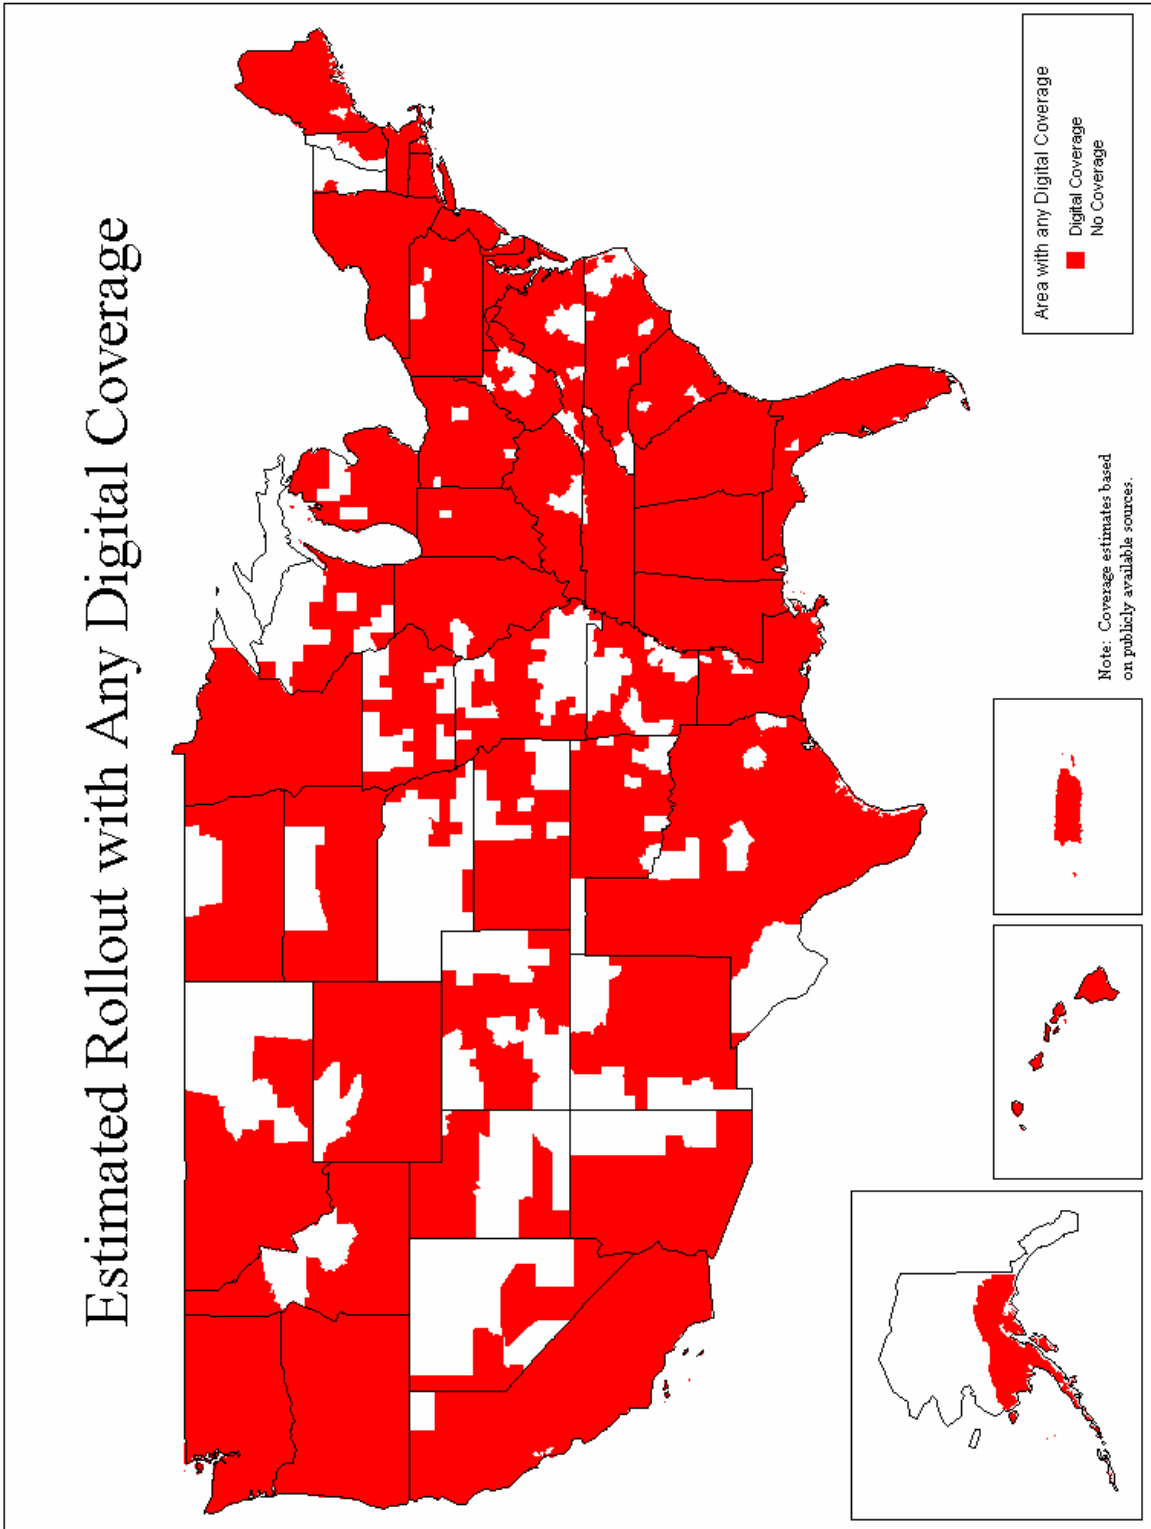 Estimated Rollout with Any Digital Coverage
Area with any Digital Coverage
Digital Coverage
No Coverage
Note: Coverage estimates based
on publicly available sources.